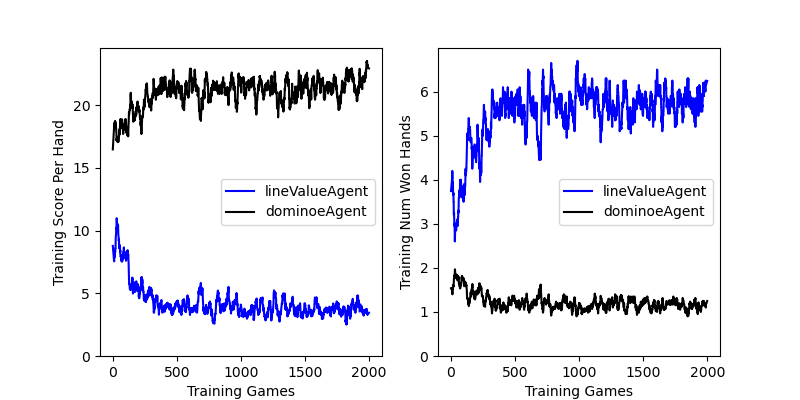 Training Score Per Hand
20
15
10
5
0
0 500 1000 1500 2000
Training Games
lineValueAgent
dominoeAgent
Training Num Won Hands
6
5
4
3
2
1
0
0 500 1000 1500 2000
Training Games
lineValueAgent
dominoeAgent